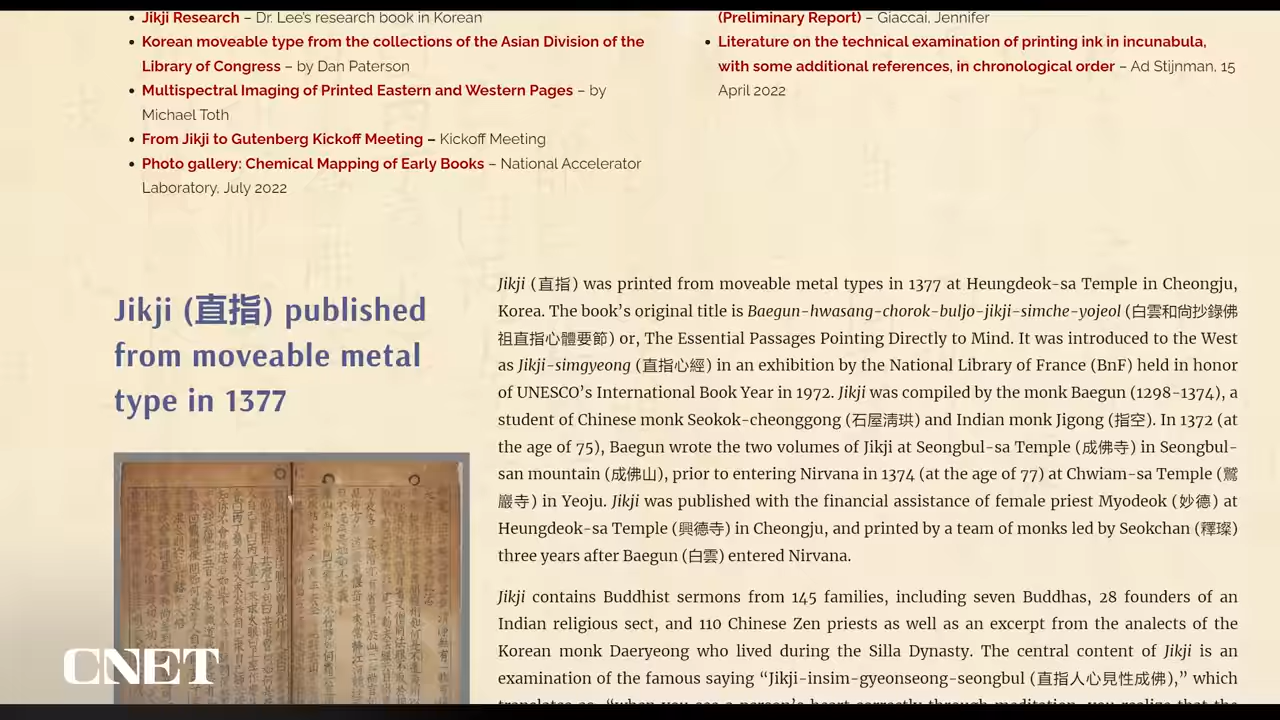 Jikji Research – Dr. Lee's research book in Korean
Korean moveable type from the collections of the Asian Division of the
Library of Congress – by Dan Paterson
Multispectral Imaging of Printed Eastern and Western Pages – by
Michael Toth
From Jikji to Gutenberg Kickoff Meeting – Kickoff Meeting
Photo gallery: Chemical Mapping of Early Books – National Accelerator
Laboratory, July 2022
(Preliminary Report) – Giaccai, Jennifer
Literature on the technical examination of printing ink in incunabula,
with some additional references, in chronological order – Ad Stijnman, 15
April 2022
Jikji (直指) published
from moveable metal
type in 1377
Jikji (直指) was printed from moveable metal types in 1377 at Heungdeok-sa Temple in Cheongju,
Korea. The book's original title is Baegun-hwasang-chorok-buljo-jikji-simche-yojeol (白雲和尙抄錄佛
祖直指心體要節) or, The Essential Passages Pointing Directly to Mind. It was introduced to the West
as Jikji-simgyeong (直指心經) in an exhibition by the National Library of France (BnF) held in honor
of UNESCO's International Book Year in 1972. Jikji was compiled by the monk Baegun (1298-1374), a
student of Chinese monk Seokok-cheonggong (石屋淸珙) and Indian monk Jigong (指空). In 1372 (at
the age of 75), Baegun wrote the two volumes of Jikji at Seongbul-sa Temple (成佛寺) in Seongbul-
san mountain (成佛山), prior to entering Nirvana in 1374 (at the age of 77) at Chwiam-sa Temple (鷲
巖寺) in Yeoju. Jikji was published with the financial assistance of female priest Myodeok (妙德) at
Heungdeok-sa Temple (興德寺) in Cheongju, and printed by a team of monks led by Seokchan (釋璨)
three years after Baegun (白雲) entered Nirvana.
Jikji contains Buddhist sermons from 145 families, including seven Buddhas, 28 founders of an
Indian religious sect, and 110 Chinese Zen priests as well as an excerpt from the analects of the
Korean monk Daeryeong who lived during the Silla Dynasty. The central content of Jikji is an
examination of the famous saying “Jikji-insim-gyeonseong-seongbul (直指人心見性成佛),” which
CNET